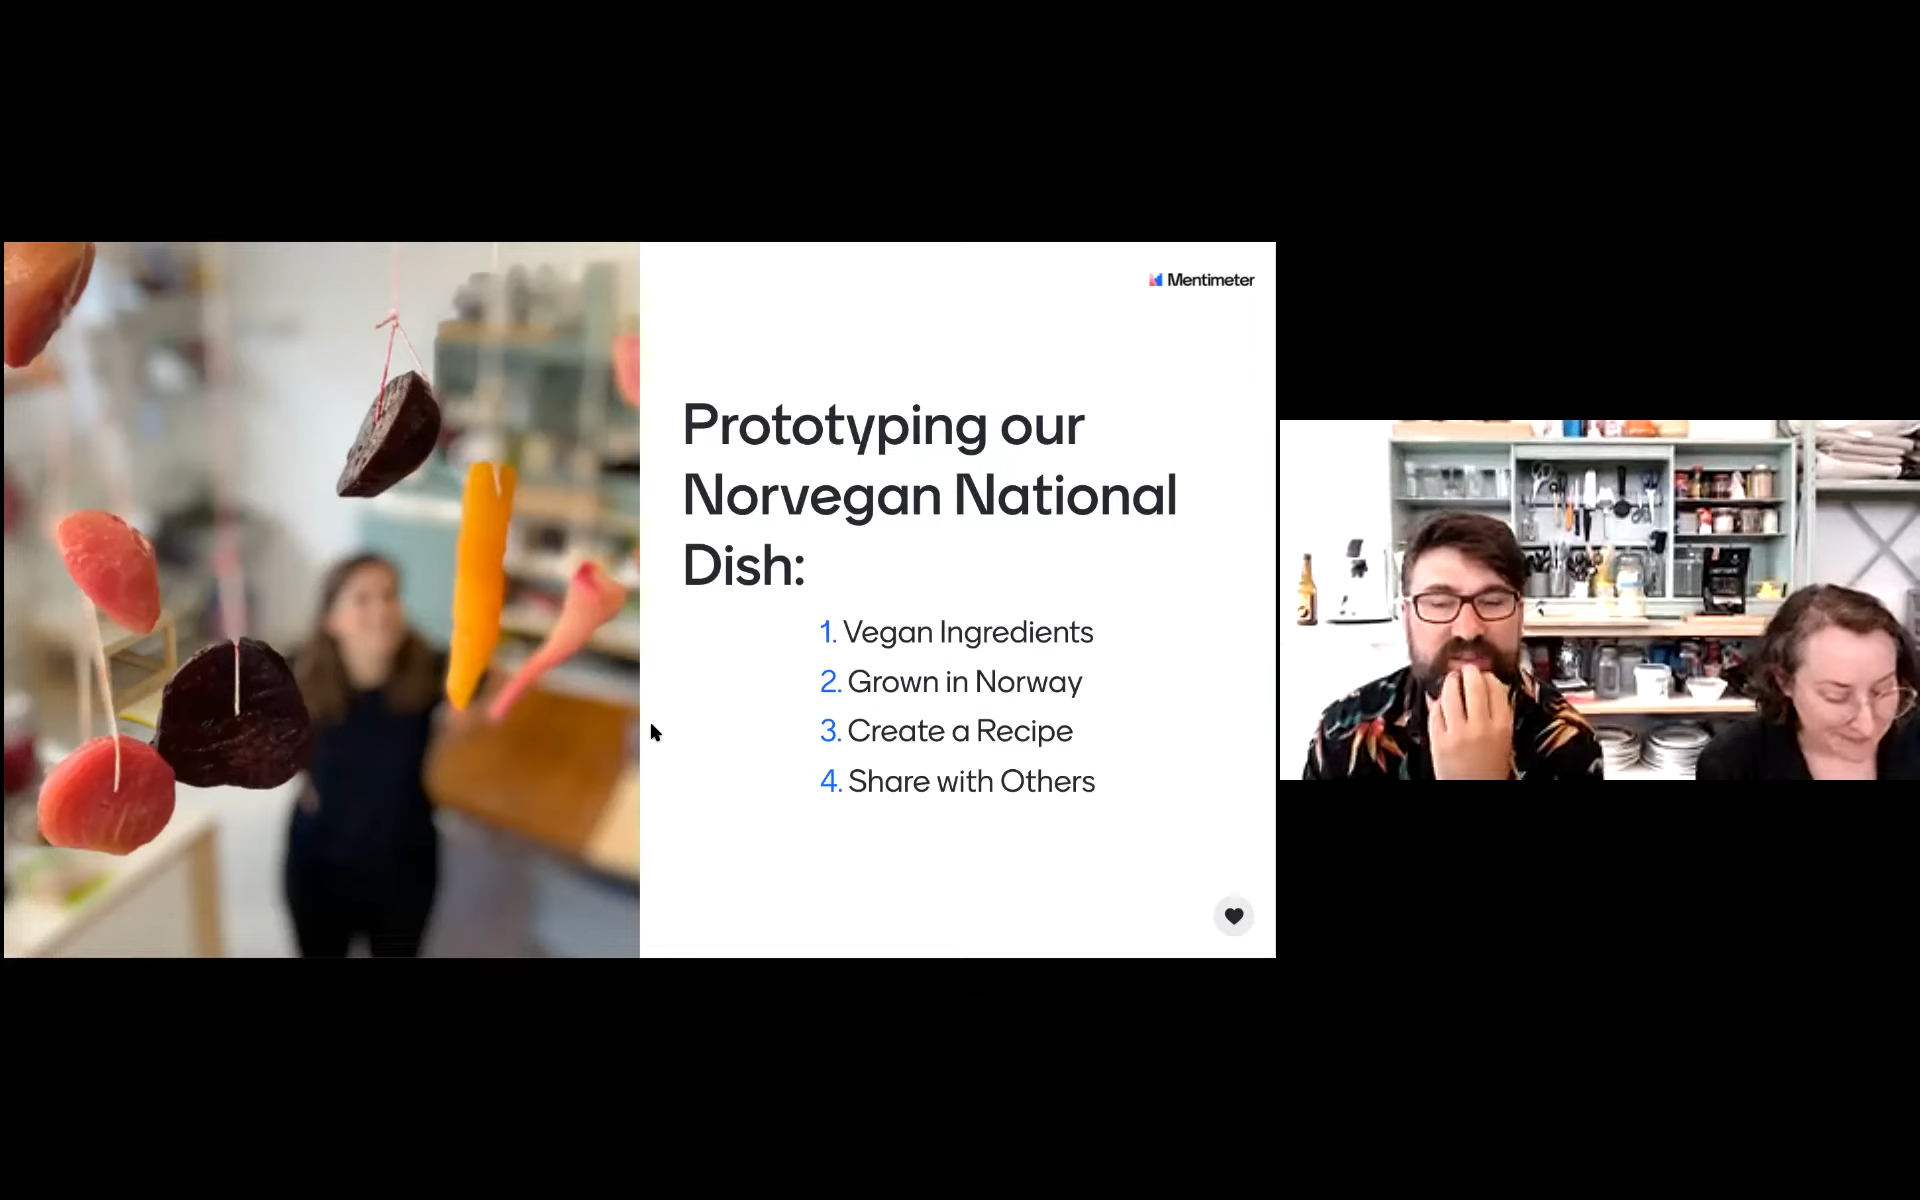 Mentimeter
Prototyping our
Norvegan National
Dish:
1. Vegan Ingredients
2. Grown in Norway
3. Create a Recipe
4. Share with Others